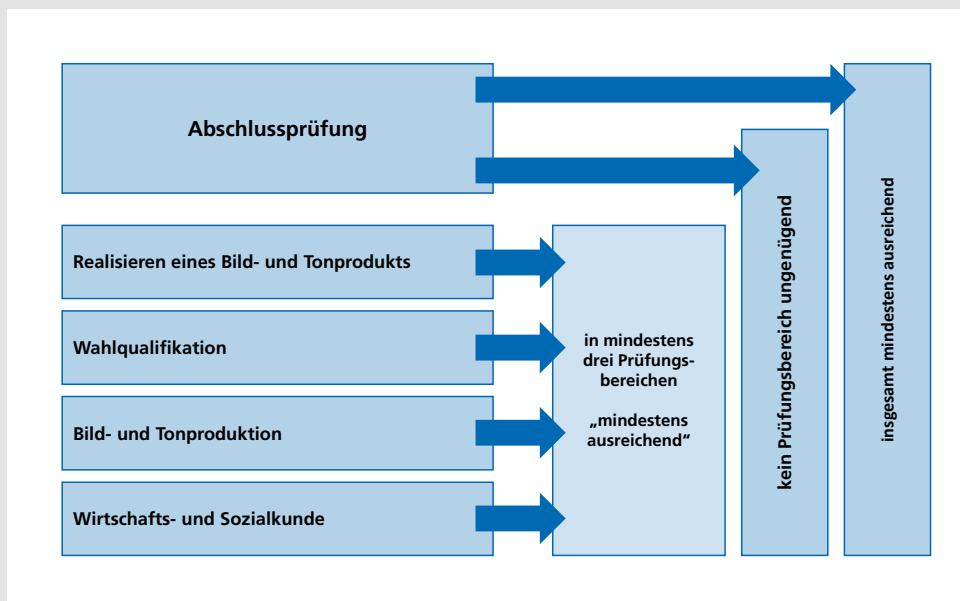 Abschlussprüfung
Realisieren eines Bild- und Tonprodukts
Wahlqualifikation
Bild- und Tonproduktion
Wirtschafts- und Sozialkunde
in mindestens
drei Prüfungs-
bereichen
„mindestens
ausreichend“
kein Prüfungsbereich ungenügend
insgesamt mindestens ausreichend